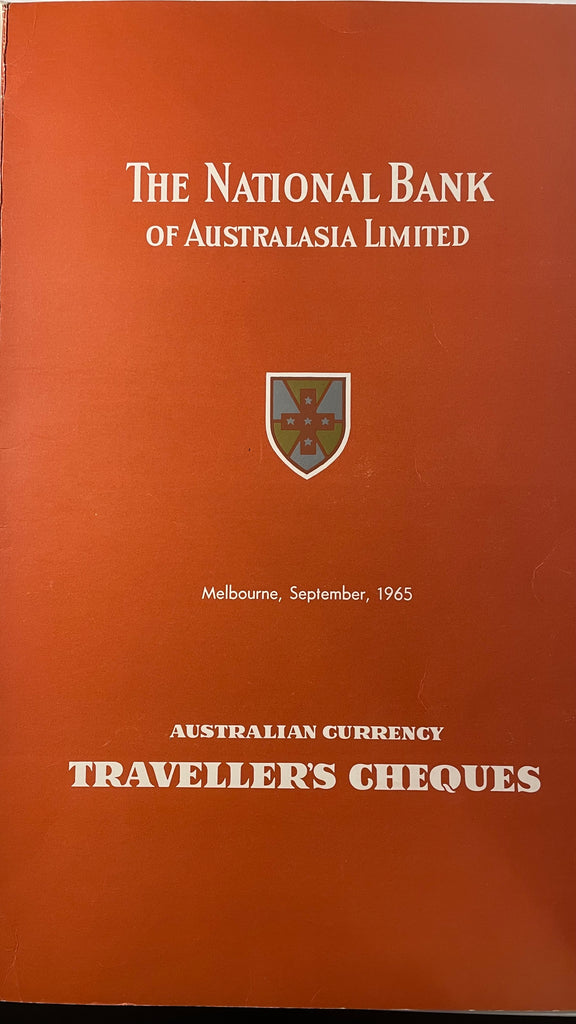 THE NATIONAL BANK
OF AUSTRALASIA LIMITED
Melbourne, September, 1965
AUSTRALIAN CURRENCY
TRAVELLER'S CHEQUES